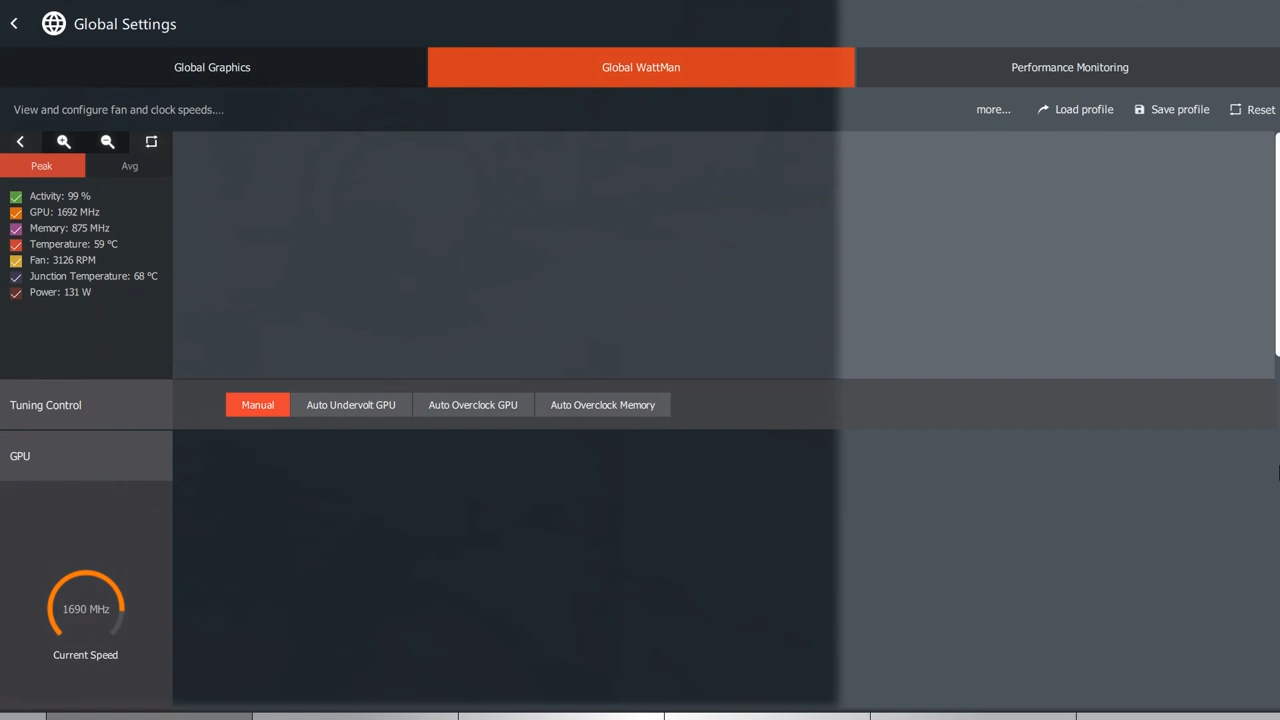 Global Settings
Global Graphics
Global WattMan
Performance Monitoring
View and configure fan and clock speeds....
more...
Load profile
Save profile
Reset
Peak
Avg
Activity: 99 %
GPU: 1692 MHz
Memory: 875 MHz
Temperature: 59 °C
Fan: 3126 RPM
Junction Temperature: 68 °C
Power: 131 W
Tuning Control
Manual
Auto Undervolt GPU
Auto Overclock GPU
Auto Overclock Memory
GPU
1690 MHz
Current Speed